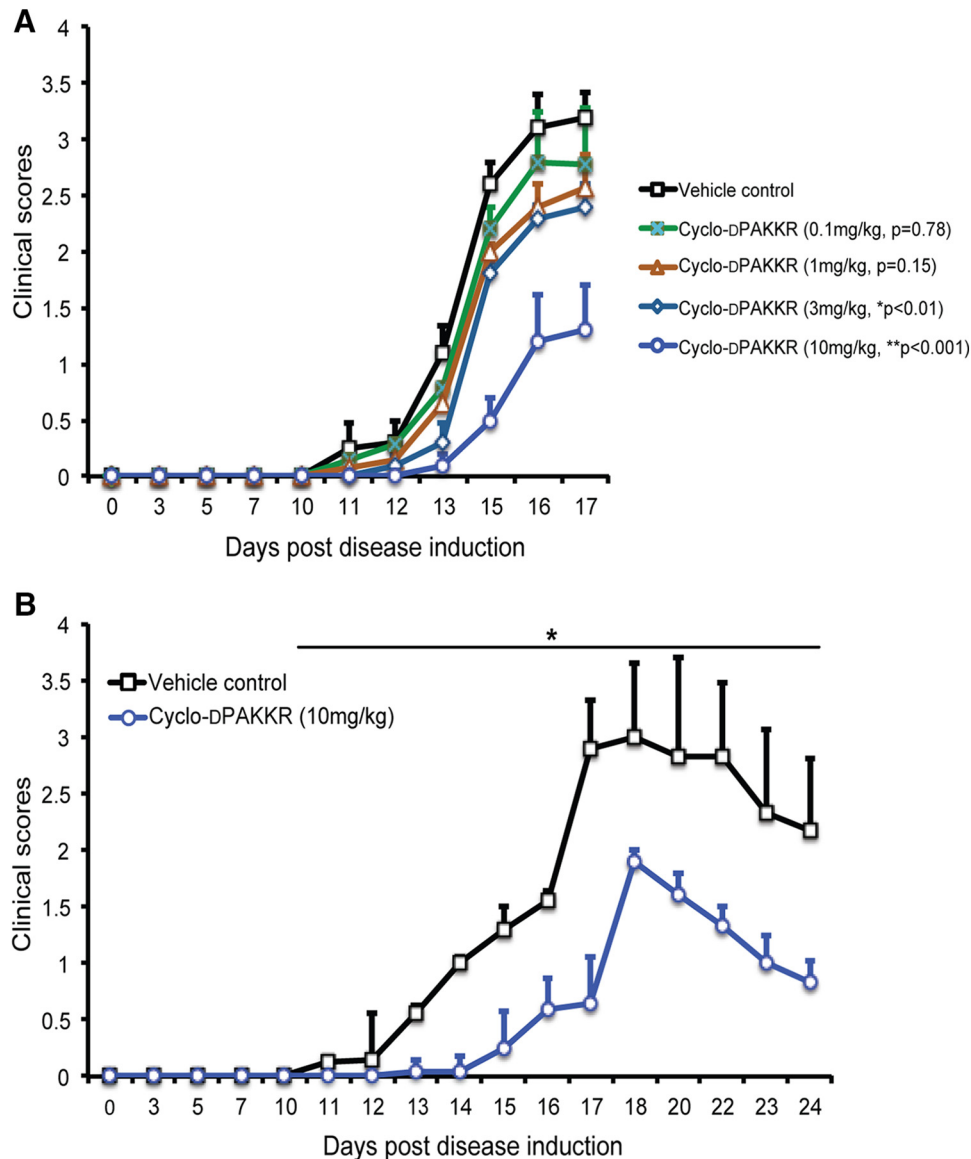 A
4
3.5
3
2.5
2
1.5
1
0.5
0
Clinical scores
0 3 5 7 10 11 12 13 15 16 17
Days post disease induction
Vehicle control
Cyclo-DPAKKR (0.1mg/kg, p=0.78)
Cyclo-DPAKKR (1mg/kg, p=0.15)
Cyclo-DPAKKR (3mg/kg, *p<0.01)
Cyclo-DPAKKR (10mg/kg, **p<0.001)
B
4
3.5
3
2.5
2
1.5
1
0.5
0
Clinical scores
*
Vehicle control
Cyclo-DPAKKR (10mg/kg)
0 3 5 7 10 11 12 13 14 15 16 17 18 20 22 23 24
Days post disease induction